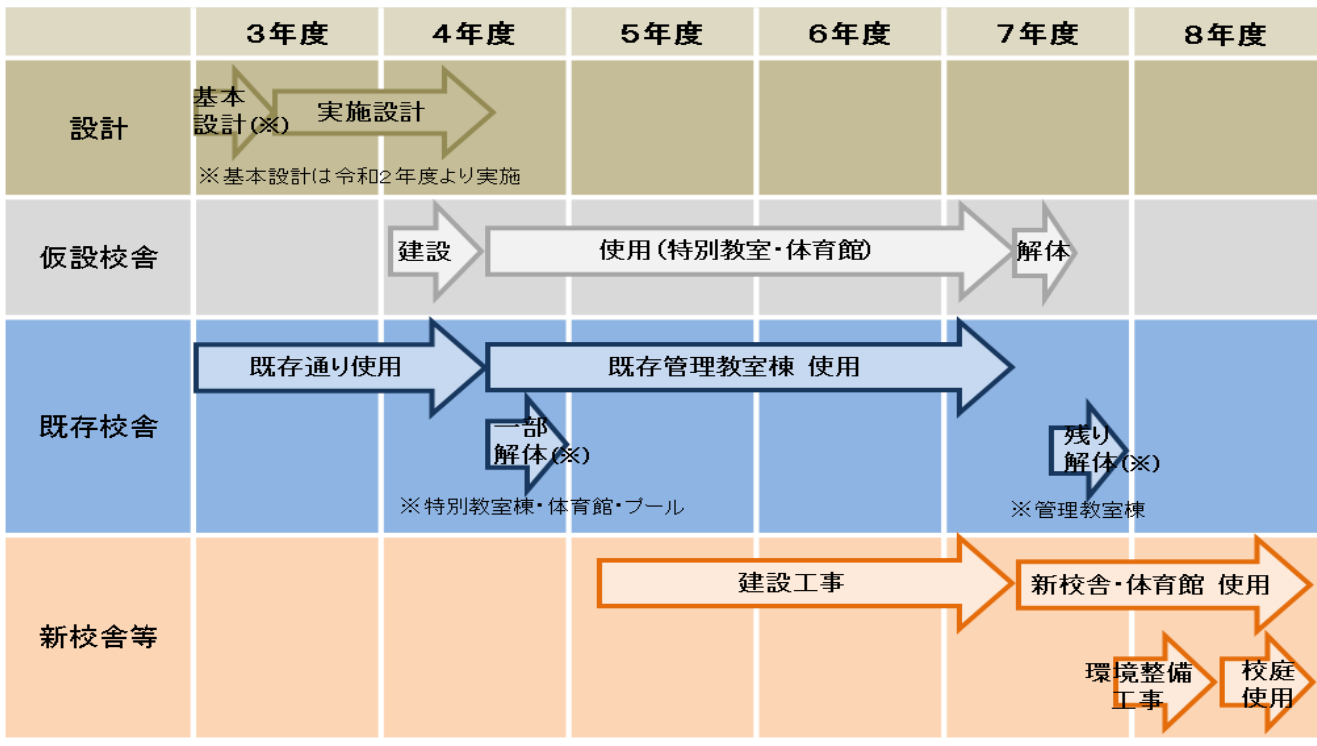 3年度 4年度 5年度 6年度 7年度 8年度
設計
基本
設計(※)
実施設計
※基本設計は令和2年度より実施
仮設校舎
建設
使用(特別教室・体育館)
解体
既存校舎
既存通り使用
既存管理教室棟 使用
一部
解体(※)
※特別教室棟・体育館・プール
残り
解体(※)
※管理教室棟
新校舎等
建設工事
新校舎・体育館 使用
環境整備
工事
校庭
使用